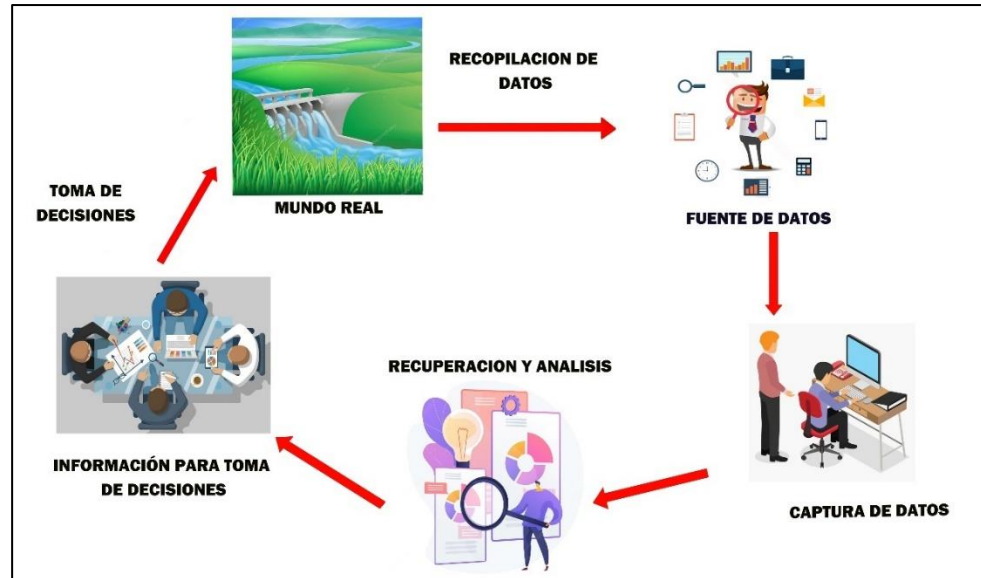 RECOPILACION DE
DATOS
MUNDO REAL
FUENTE DE DATOS
TOMA DE
DECISIONES
RECUPERACION Y ANALISIS
INFORMACIÓN PARA TOMA
DE DECISIONES
CAPTURA DE DATOS